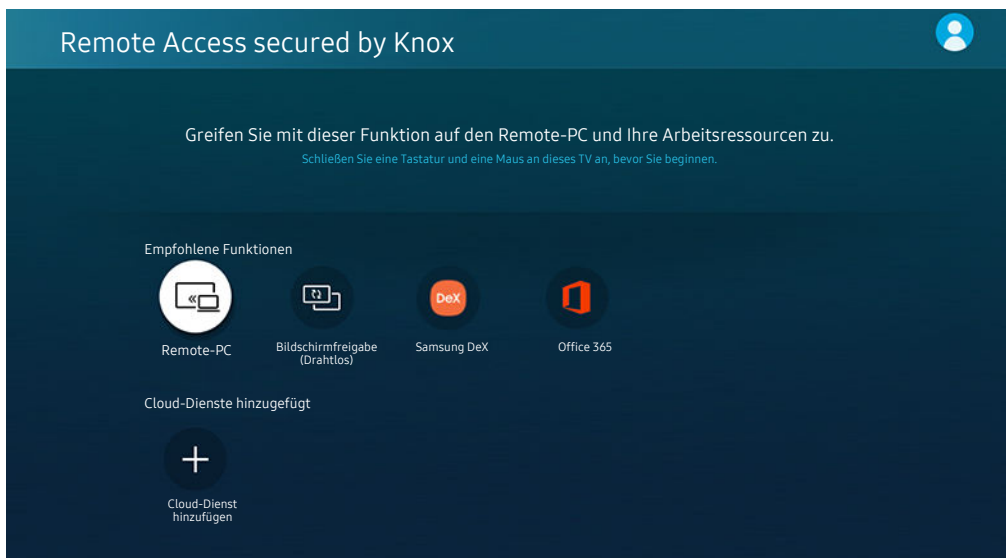 Remote Access secured by Knox
Greifen Sie mit dieser Funktion auf den Remote-PC und Ihre Arbeitsressourcen zu.
Schließen Sie eine Tastatur und eine Maus an dieses TV an, bevor Sie beginnen.
Empfohlene Funktionen
DeX
Remote-PC
Bildschirmfreigabe
(Drahtlos)
Samsung DeX
Office 365
Cloud-Dienste hinzugefügt
Cloud-Dienst
hinzufügen